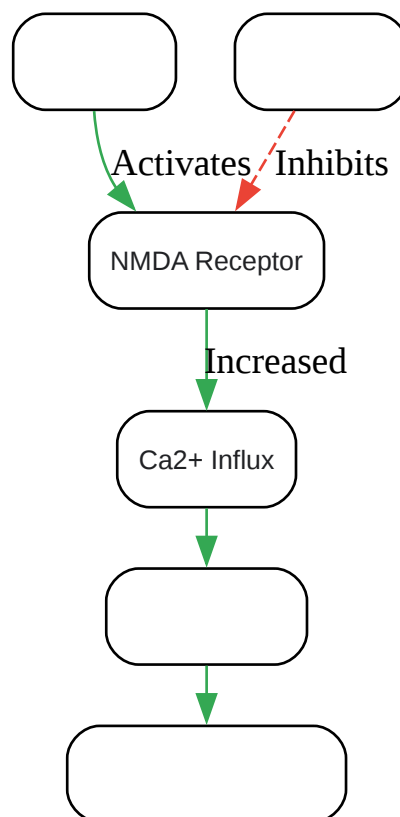 Activates
Inhibits
NMDA Receptor
Increased
Ca2+ Influx